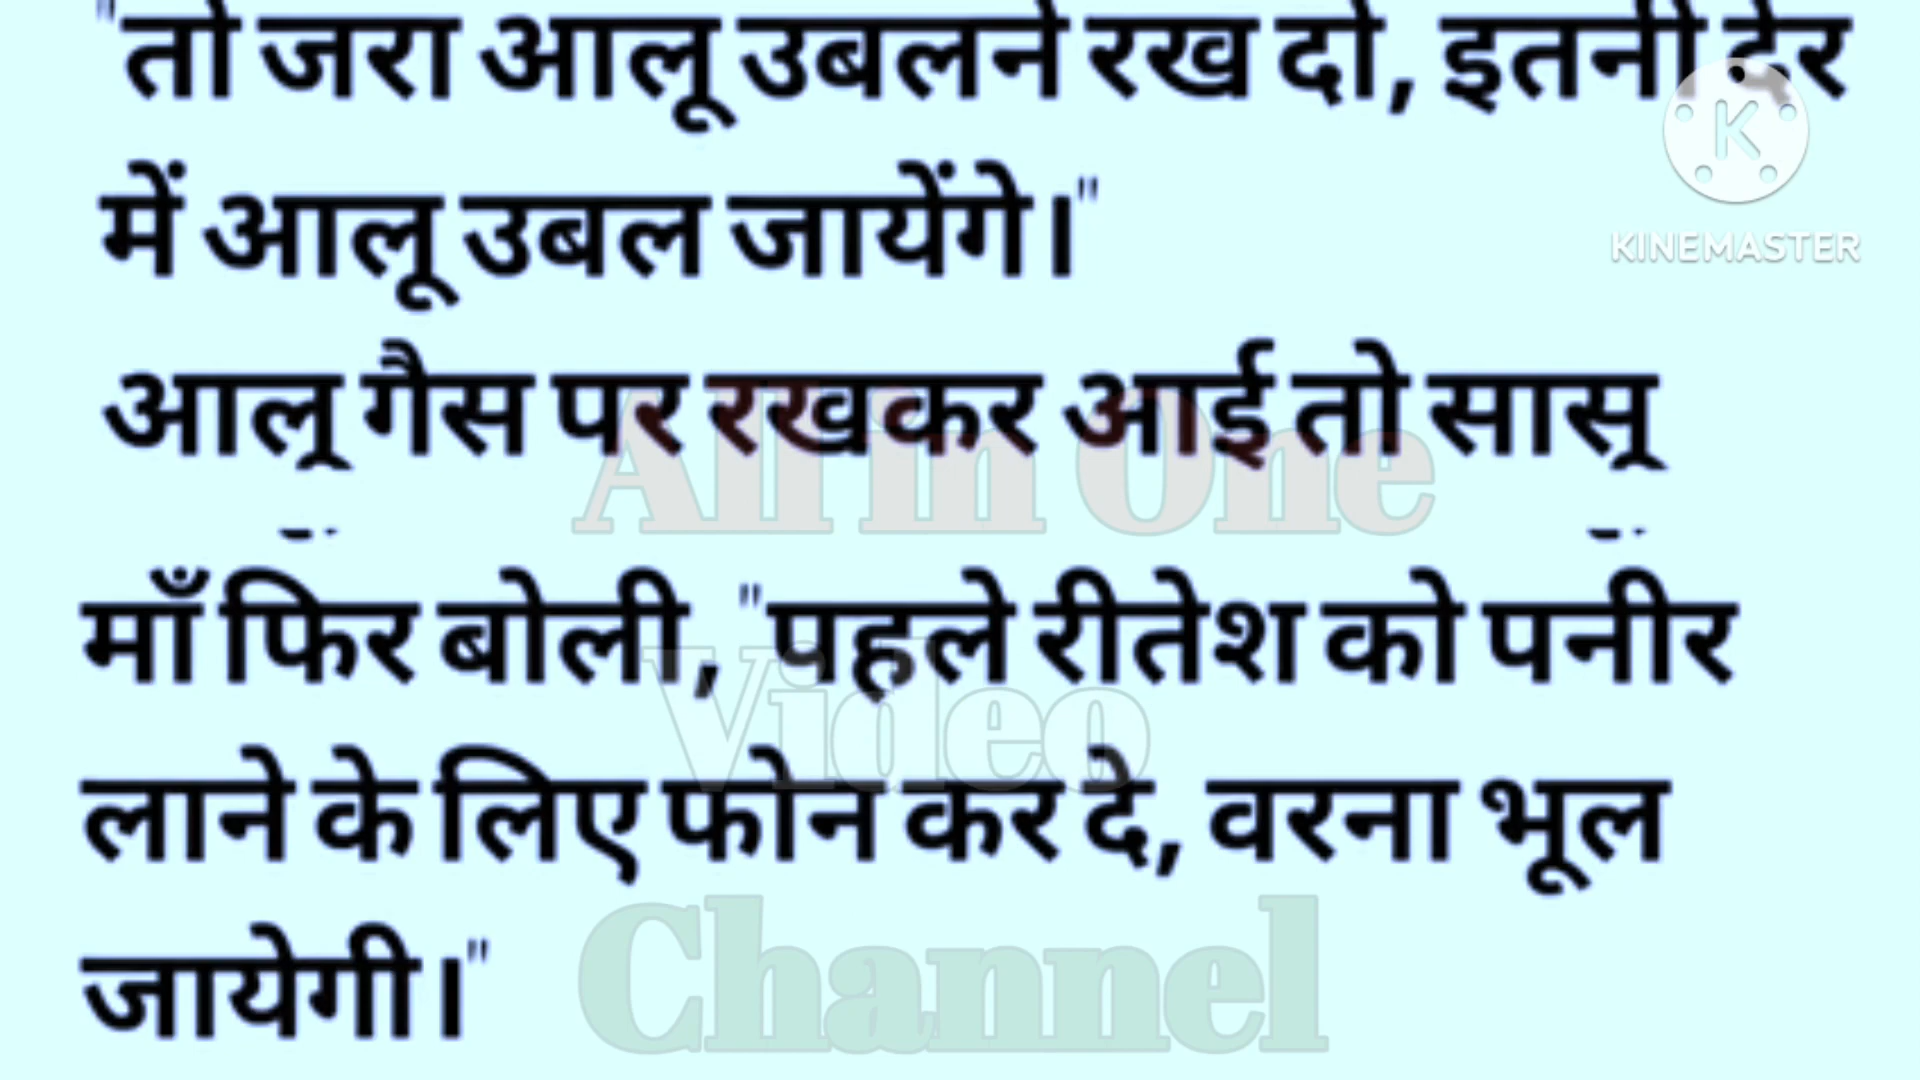 "तो जरा आलू उबलने रख दो, इतनी देर
में आलू उबल जायेंगे।"
आलू गैस पर रखकर आई तो सासू
माँ फिर बोली, "पहले रीतेश को पनीर
लाने के लिए फोन कर दे, वरना भूल
जायेगी।"
K
KINEMASTER
All in One
Video
Channel